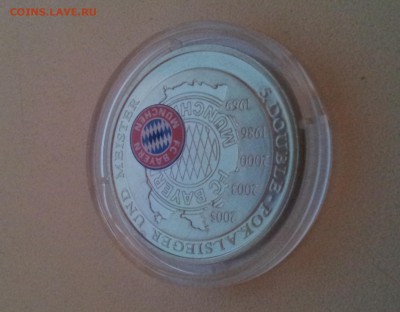 COINS.LAVE.RU
5. DOUBLE - POKALSIEGER UND MEISTER
1969
1986
2000
2003
2005
FC BAYERN
MÜNCHEN
FC BAYERN
MÜNCHEN